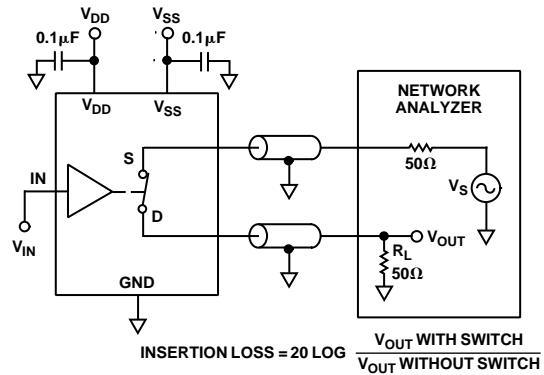 VDD
VSS
0.1µF
0.1µF
VDD
VSS
NETWORK
ANALYZER
S
50Ω
IN
VS
D
VOUT
VIN
RL
50Ω
GND
INSERTION LOSS = 20 LOG
VOUT WITH SWITCH
VOUT WITHOUT SWITCH